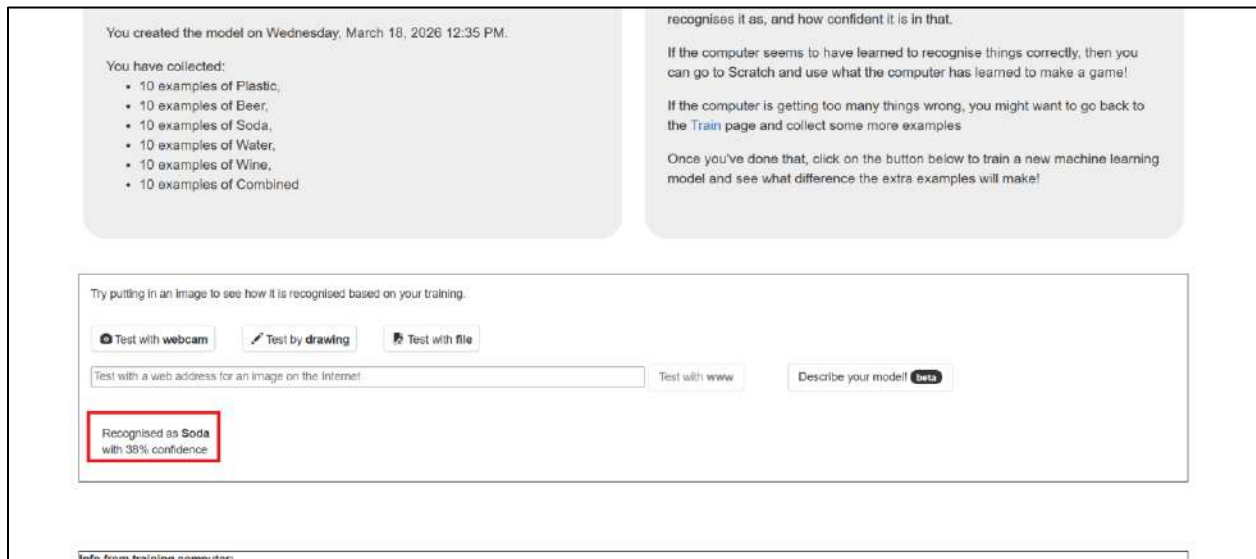 You created the model on Wednesday, March 18, 2026 12:35 PM.
You have collected:
• 10 examples of Plastic,
• 10 examples of Beer,
• 10 examples of Soda,
• 10 examples of Water,
• 10 examples of Wine,
• 10 examples of Combined
recognises it as, and how confident it is in that.
If the computer seems to have learned to recognise things correctly, then you
can go to Scratch and use what the computer has learned to make a game!
If the computer is getting too many things wrong, you might want to go back to
the Train page and collect some more examples
Once you've done that, click on the button below to train a new machine learning
model and see what difference the extra examples will make!
Try putting in an image to see how it is recognised based on your training.
Test with webcam
Test by drawing
Test with file
Test with a web address for an image on the Internet
Test with www
Describe your model! beta
Recognised as Soda
with 38% confidence
Info from training computer: